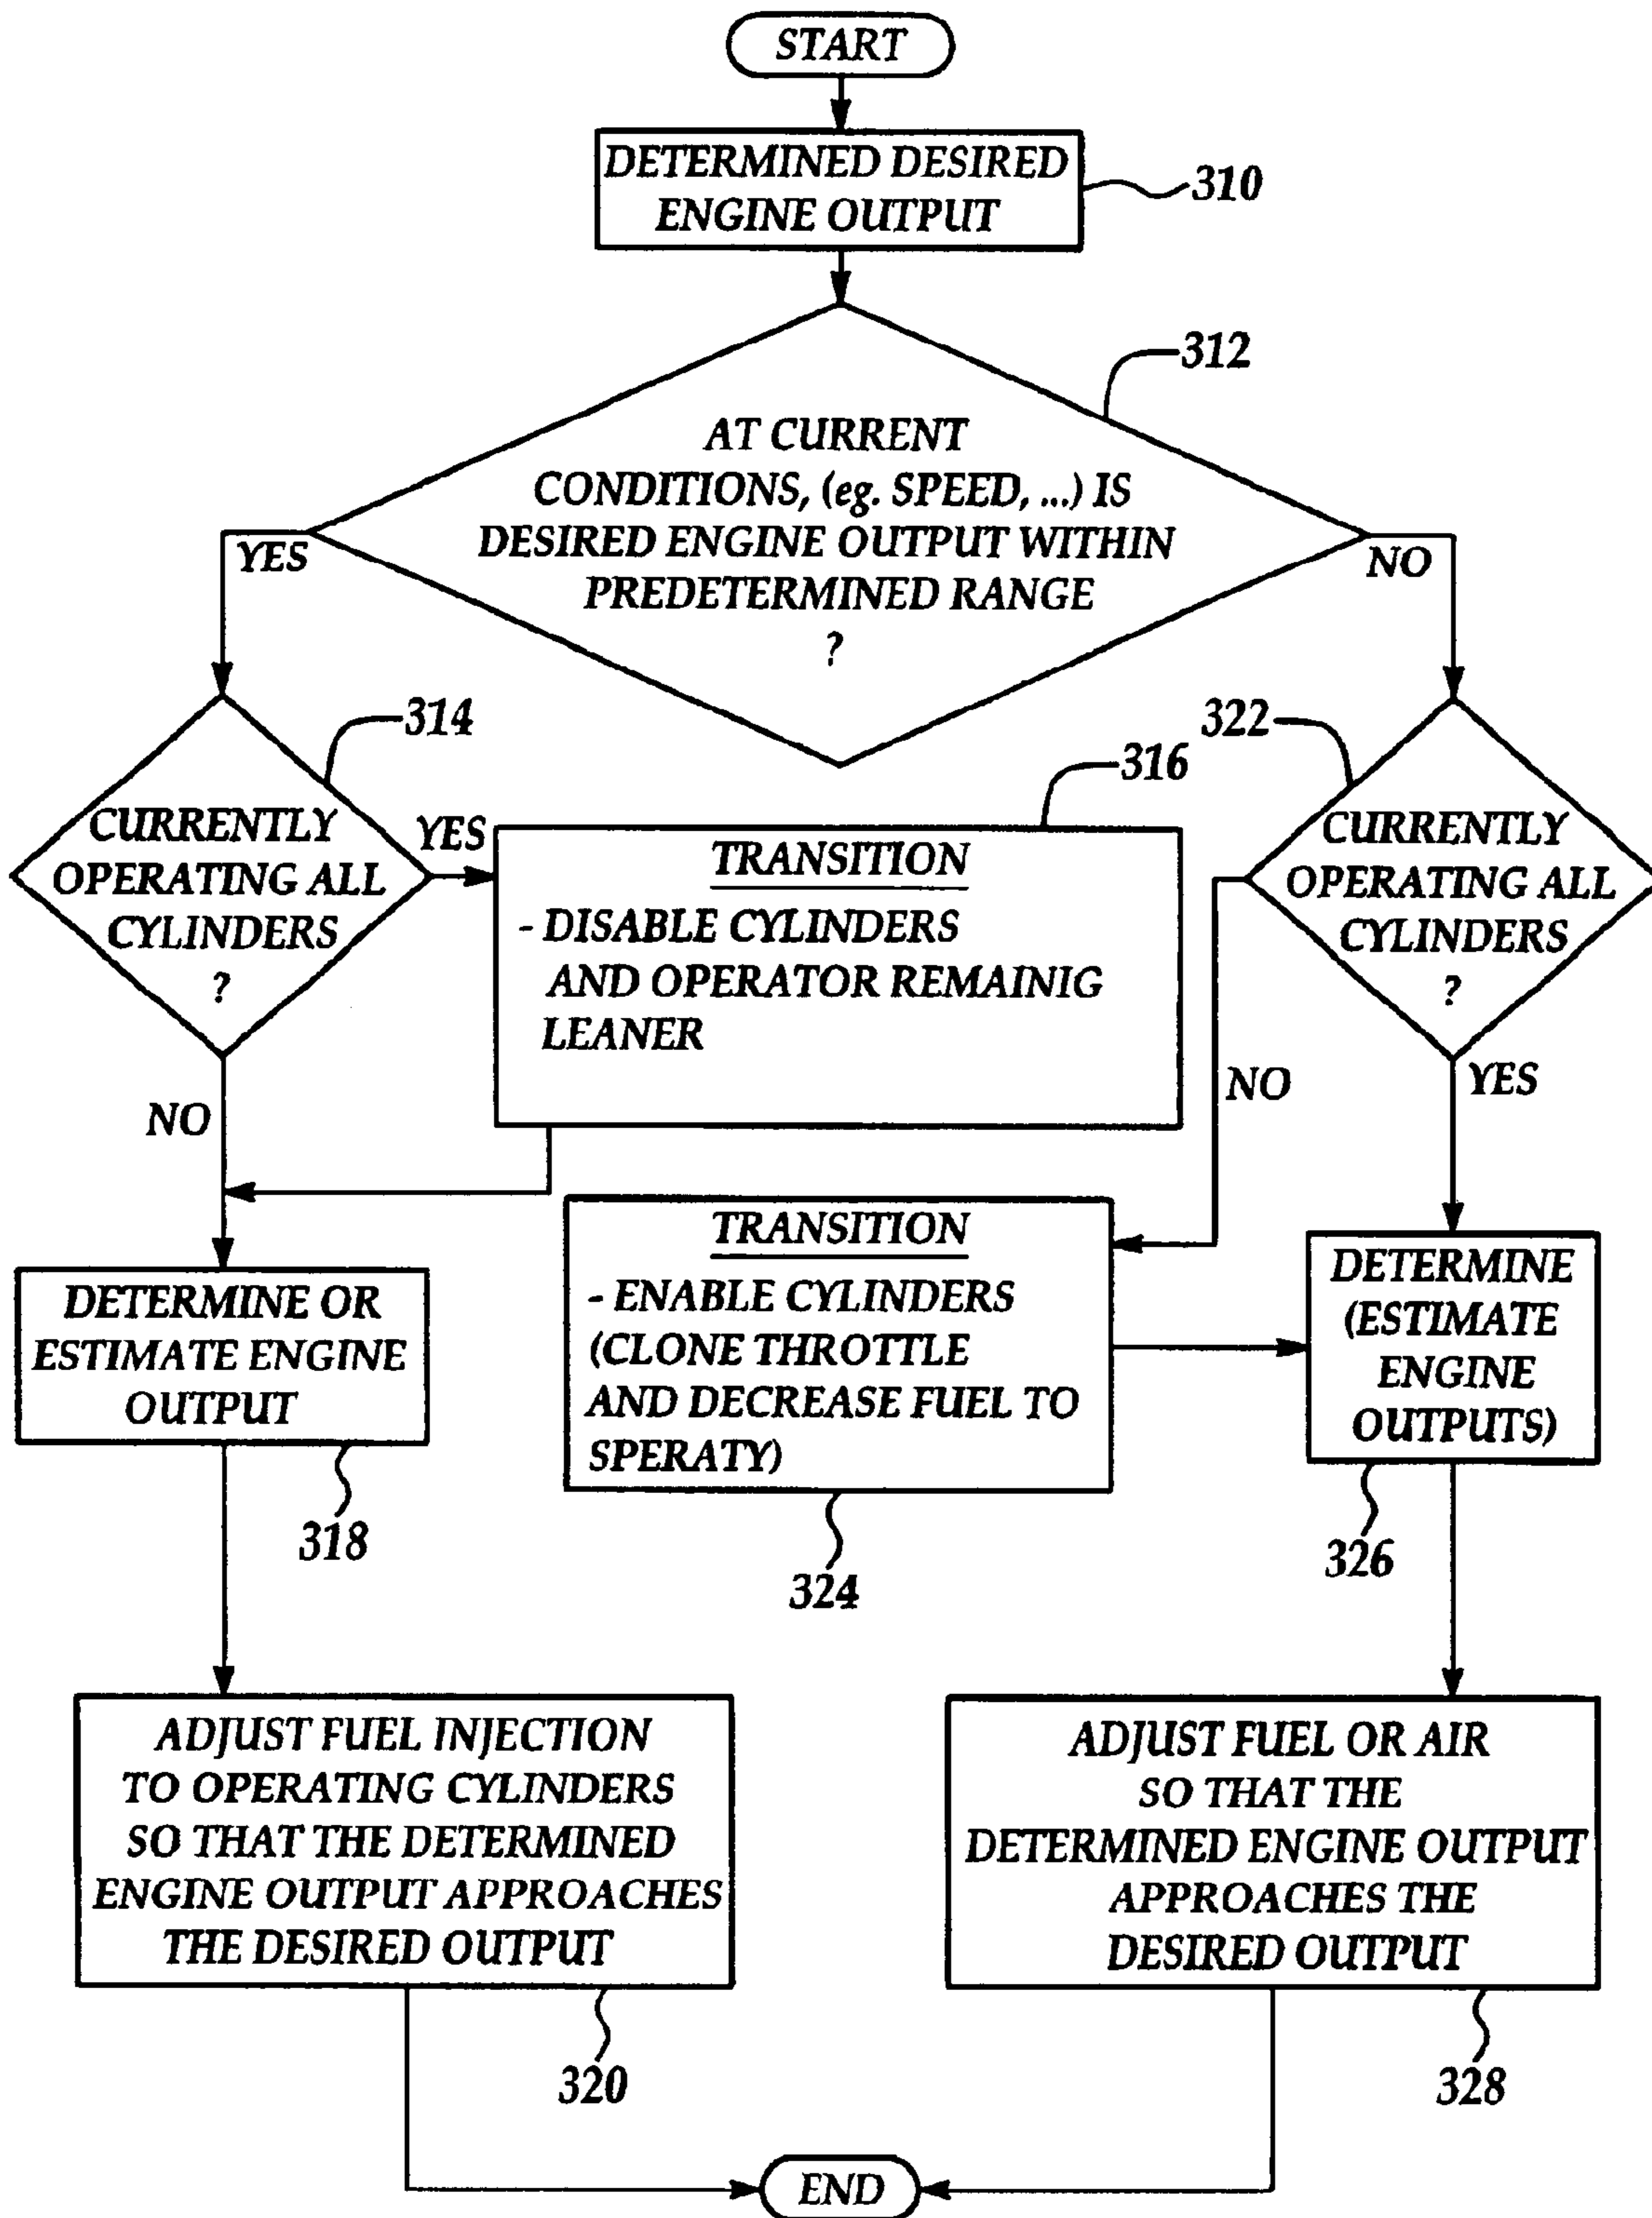 START
DETERMINED DESIRED
ENGINE OUTPUT
310
312
AT CURRENT
CONDITIONS, (eg. SPEED, ...) IS
DESIRED ENGINE OUTPUT WITHIN
PREDETERMINED RANGE
?
YES
NO
314
CURRENTLY
OPERATING ALL
CYLINDERS
?
YES
NO
316
TRANSITION
- DISABLE CYLINDERS
AND OPERATOR REMAINIG
LEANER
322
CURRENTLY
OPERATING ALL
CYLINDERS
?
NO
YES
DETERMINE OR
ESTIMATE ENGINE
OUTPUT
318
TRANSITION
- ENABLE CYLINDERS
(CLONE THROTTLE
AND DECREASE FUEL TO
SPERATY)
324
DETERMINE
(ESTIMATE
ENGINE
OUTPUTS)
326
ADJUST FUEL INJECTION
TO OPERATING CYLINDERS
SO THAT THE DETERMINED
ENGINE OUTPUT APPROACHES
THE DESIRED OUTPUT
320
ADJUST FUEL OR AIR
SO THAT THE
DETERMINED ENGINE OUTPUT
APPROACHES THE
DESIRED OUTPUT
328
END